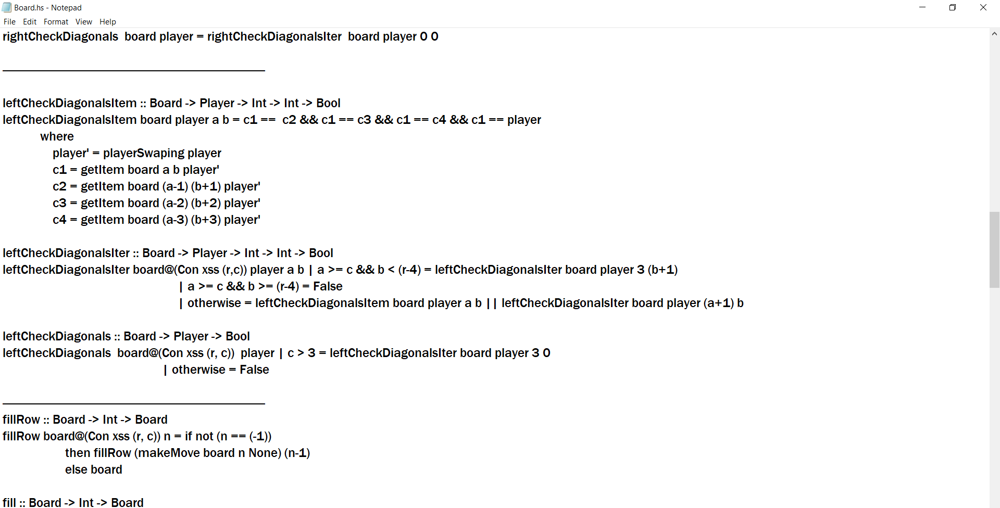 Board.hs - Notepad
File Edit Format View Help
rightCheckDiagonals  board player = rightCheckDiagonalsIter  board player 0 0
__________________________________________
leftCheckDiagonalsItem :: Board -> Player -> Int -> Int -> Bool
leftCheckDiagonalsItem board player a b = c1 ==  c2 && c1 == c3 && c1 == c4 && c1 == player
where
player' = playerSwaping player
c1 = getItem board a b player'
c2 = getItem board (a-1) (b+1) player'
c3 = getItem board (a-2) (b+2) player'
c4 = getItem board (a-3) (b+3) player'
leftCheckDiagonalsIter :: Board -> Player -> Int -> Int -> Bool
leftCheckDiagonalsIter board@(Con xss (r,c)) player a b | a >= c && b < (r-4) = leftCheckDiagonalsIter board player 3 (b+1)
| a >= c && b >= (r-4) = False
| otherwise = leftCheckDiagonalsItem board player a b || leftCheckDiagonalsIter board player (a+1) b
leftCheckDiagonals :: Board -> Player -> Bool
leftCheckDiagonals  board@(Con xss (r, c))  player | c > 3 = leftCheckDiagonalsIter board player 3 0
| otherwise = False
__________________________________________
fillRow :: Board -> Int -> Board
fillRow board@(Con xss (r, c)) n = if not (n == (-1))
then fillRow (makeMove board n None) (n-1)
else board
fill :: Board -> Int -> Board